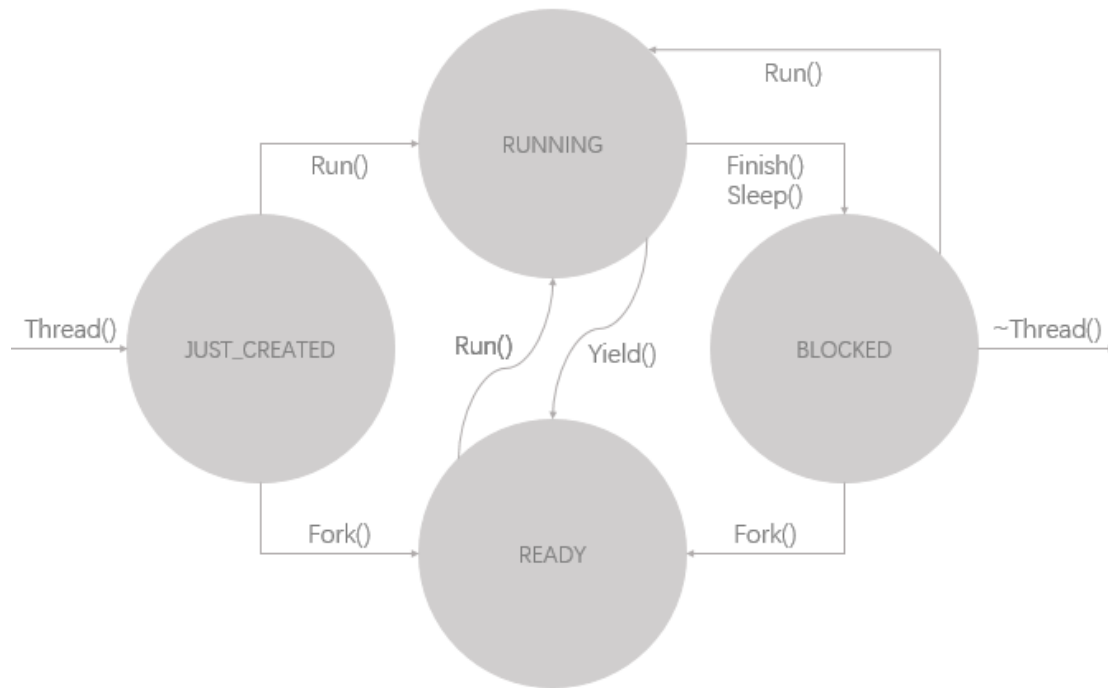 Run()
RUNNING
Run()
Finish()
Sleep()
Thread()
JUST_CREATED
Run()
Yield()
BLOCKED
~Thread()
Fork()
READY
Fork()